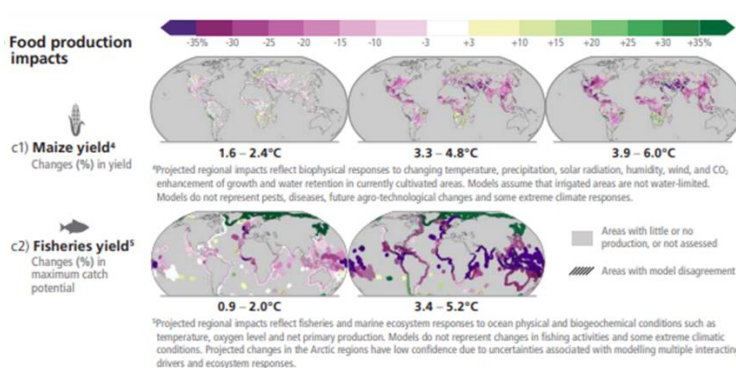 Food production
impacts
-35% -30 -25 -20 -15 -10 -3 +3 +10 +15 +20 +25 +30 +35%
c1) Maize yield⁴
Changes (%) in yield
1.6 – 2.4°C 3.3 – 4.8°C 3.9 – 6.0°C
⁴Projected regional impacts reflect biophysical responses to changing temperature, precipitation, solar radiation, humidity, wind, and CO₂
enhancement of growth and water retention in currently cultivated areas. Models assume that irrigated areas are not water-limited.
Models do not represent pests, diseases, future agro-technological changes and some extreme climate responses.
c2) Fisheries yield⁵
Changes (%) in
maximum catch
potential
0.9 – 2.0°C 3.4 – 5.2°C
Areas with little or no
production, or not assessed
Areas with model disagreement
⁵Projected regional impacts reflect fisheries and marine ecosystem responses to ocean physical and biogeochemical conditions such as
temperature, oxygen level and net primary production. Models do not represent changes in fishing activities and some extreme climatic
conditions. Projected changes in the Arctic regions have low confidence due to uncertainties associated with modelling multiple interacting
drivers and ecosystem responses.